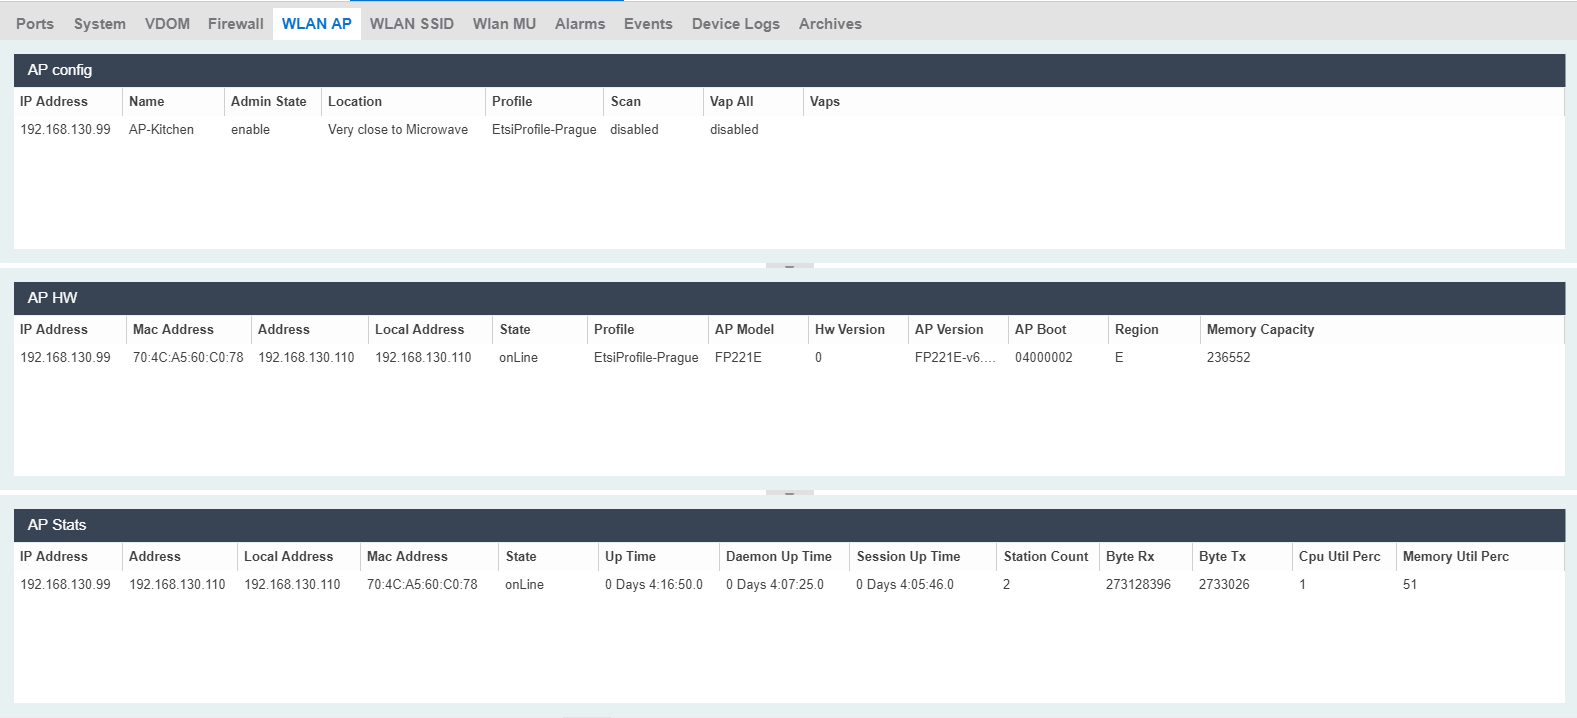 Ports System VDOM Firewall WLAN AP WLAN SSID Wlan MU Alarms Events Device Logs Archives
AP config
IP Address Name Admin State Location Profile Scan Vap All Vaps
192.168.130.99 AP-Kitchen enable Very close to Microwave EtsiProfile-Prague disabled disabled
AP HW
IP Address Mac Address Address Local Address State Profile AP Model Hw Version AP Version AP Boot Region Memory Capacity
192.168.130.99 70:4C:A5:60:C0:78 192.168.130.110 192.168.130.110 onLine EtsiProfile-Prague FP221E 0 FP221E-v6.... 04000002 E 236552
AP Stats
IP Address Address Local Address Mac Address State Up Time Daemon Up Time Session Up Time Station Count Byte Rx Byte Tx Cpu Util Perc Memory Util Perc
192.168.130.99 192.168.130.110 192.168.130.110 70:4C:A5:60:C0:78 onLine 0 Days 4:16:50.0 0 Days 4:07:25.0 0 Days 4:05:46.0 2 273128396 2733026 1 51